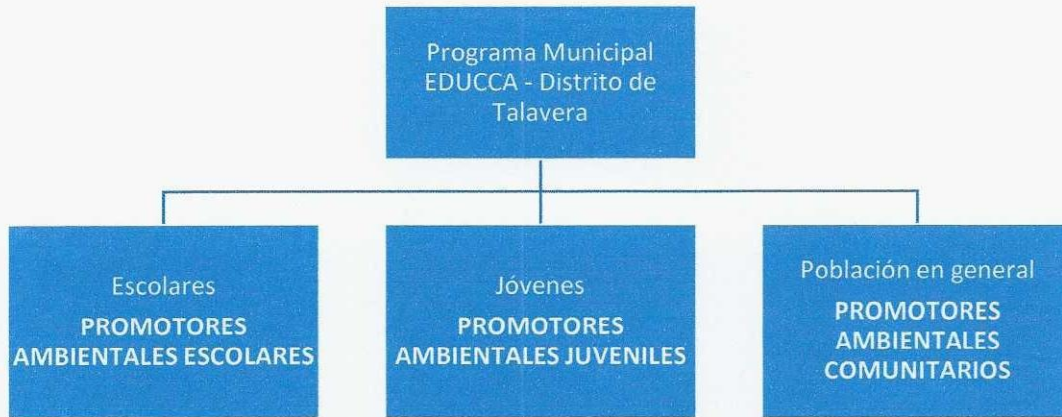 Programa Municipal
EDUCCA - Distrito de
Talavera
Escolares
PROMOTORES
AMBIENTALES ESCOLARES
Jóvenes
PROMOTORES
AMBIENTALES JUVENILES
Población en general
PROMOTORES
AMBIENTALES
COMUNITARIOS